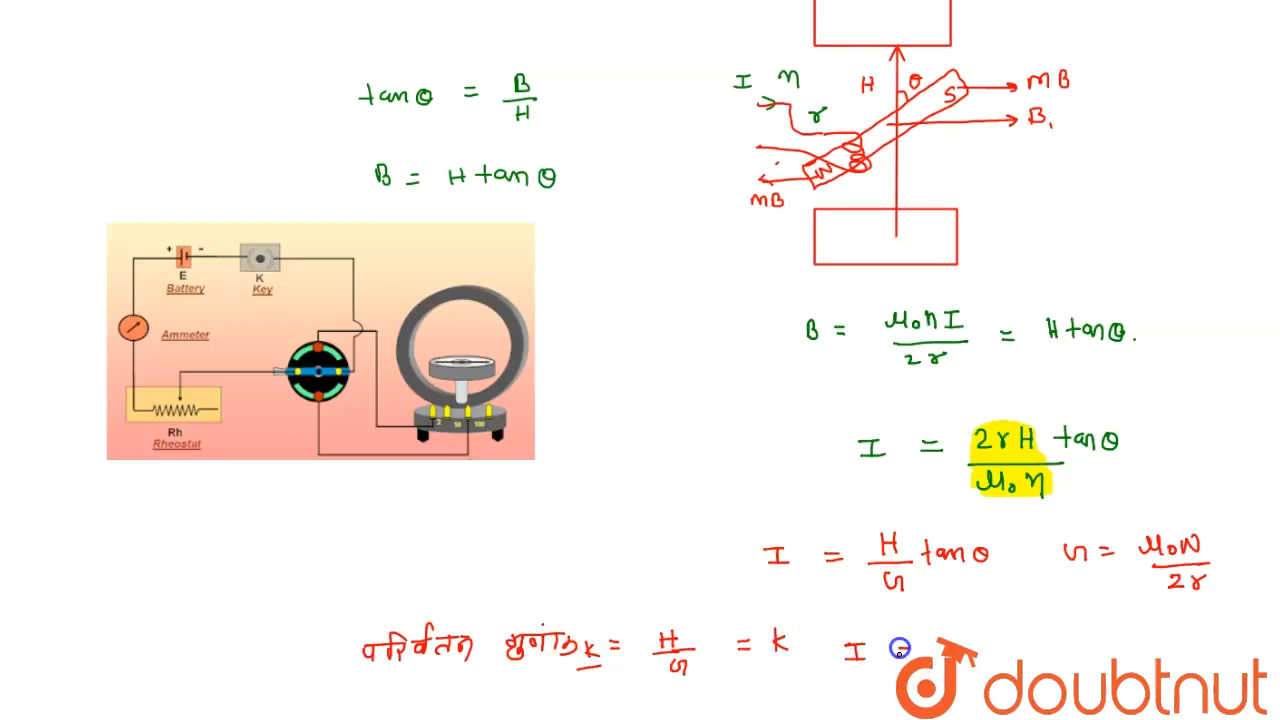 tanθ = B/H
B = H tanθ
+ -
E
Battery
K
Key
Ammeter
Rh
Rheostat
2 50 500
I n
r
H θ
S
mB
B₁
N
mB
B = μ₀nI/2r = H tanθ.
I = 2rH/μ₀n tanθ
I = H/G tanθ G = μ₀N/2r
परिवर्तन गुणांक K = H/G = K I =
doubtnut